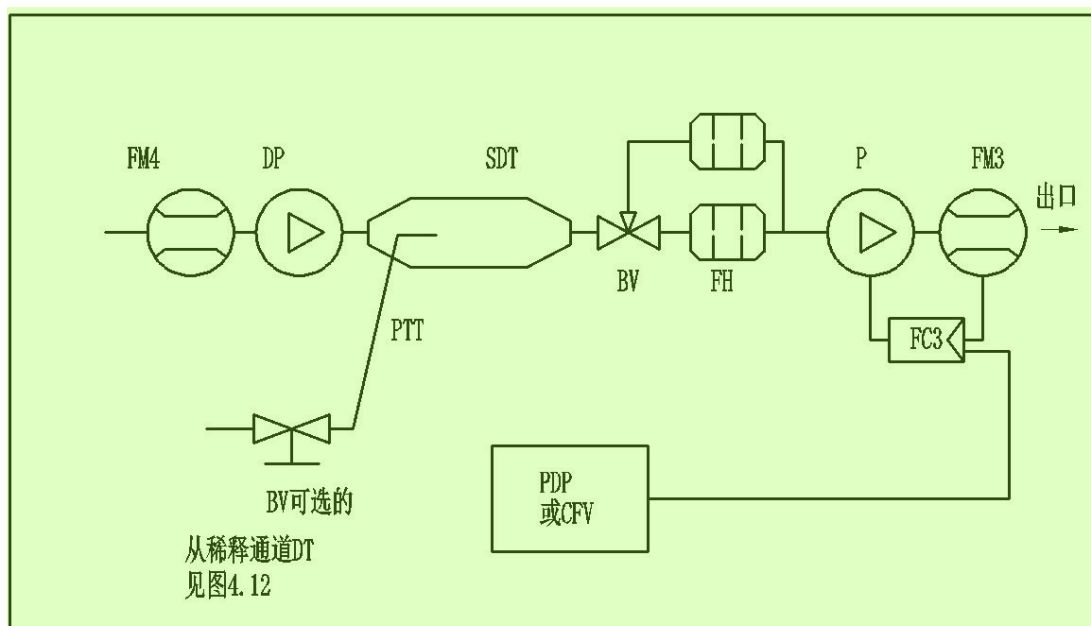 FM4
DP
SDT
P
FM3
出口
BV
FH
PTT
FC3
BV可选的
PDP
或CFV
从稀释通道DT
见图4.12